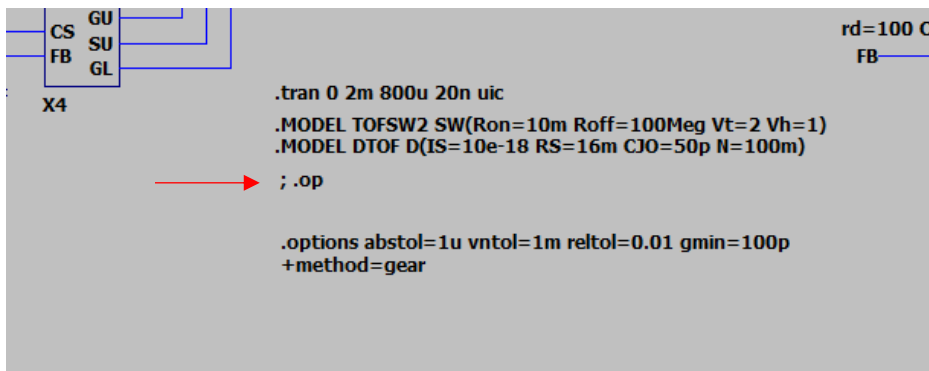 GU
CS
SU
FB
GL
X4
rd=100 C
FB
.tran 0 2m 800u 20n uic
.MODEL TOFSW2 SW(Ron=10m Roff=100Meg Vt=2 Vh=1)
.MODEL DTOF D(IS=10e-18 RS=16m CJO=50p N=100m)
; .op
.options abstol=1u vntol=1m reltol=0.01 gmin=100p
+method=gear